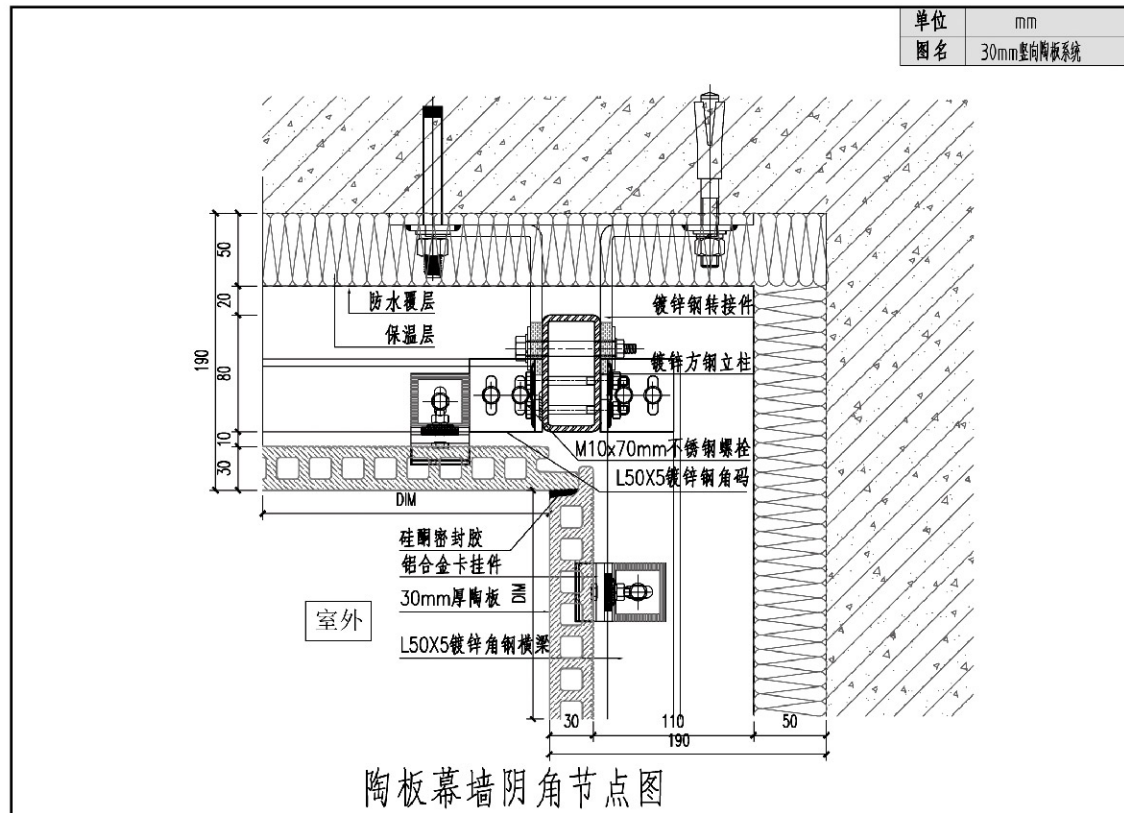 单位 mm
图名 30mm竖向陶板系统
50
20
190
80
10
30
防水覆层
保温层
镀锌钢转接件
镀锌方钢立柱
M10x70mm不锈钢螺栓
L50X5镀锌钢角码
DIM
硅酮密封胶
铝合金卡挂件
30mm厚陶板
DIM
室外
L50X5镀锌角钢横梁
30 110 50
190
陶板幕墙阴角节点图